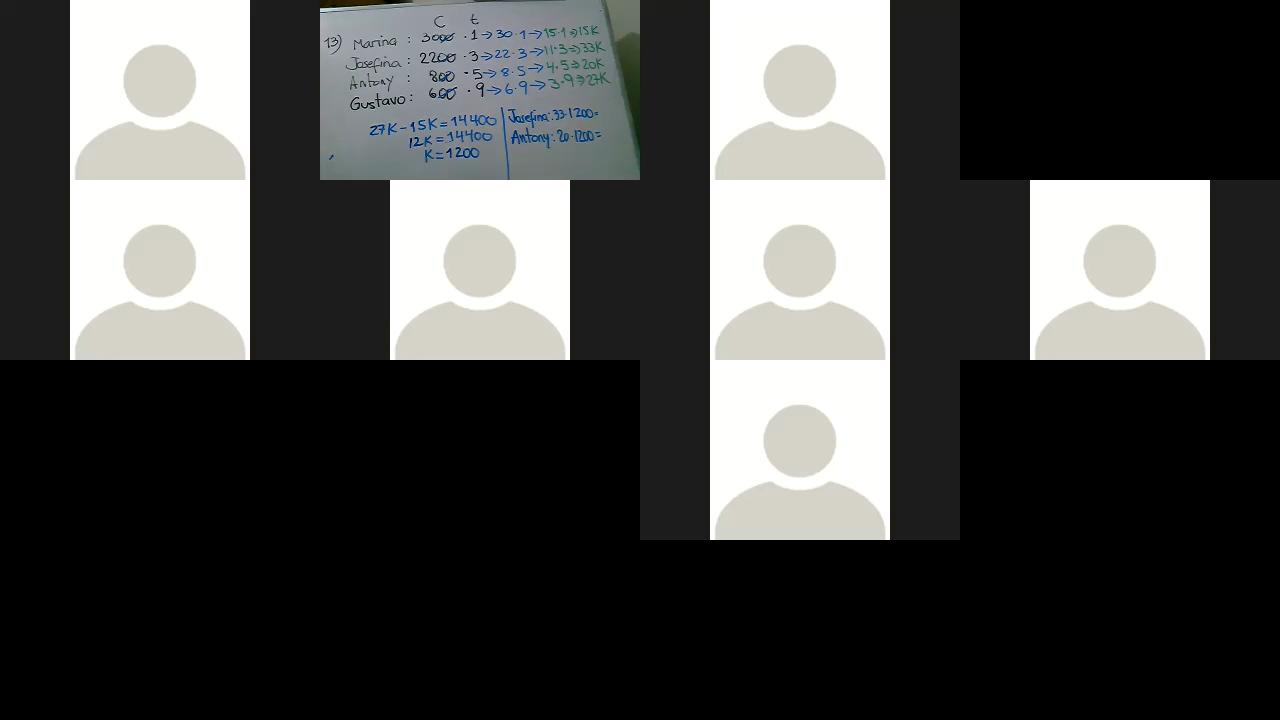 C t
13) Marina : 3000 · 1 → 30 · 1 → 15 · 1 ⇒ 15K
Josefina : 2200 · 3 → 22 · 3 → 11 · 3 ⇒ 33K
Antony : 800 · 5 → 8 · 5 → 4 · 5 ⇒ 20K
Gustavo : 600 · 9 → 6 · 9 → 3 · 9 ⇒ 27K
27K - 15K = 14400
12K = 14400
K = 1200
Josefina: 33 · 1200 =
Antony: 20 · 1200 =